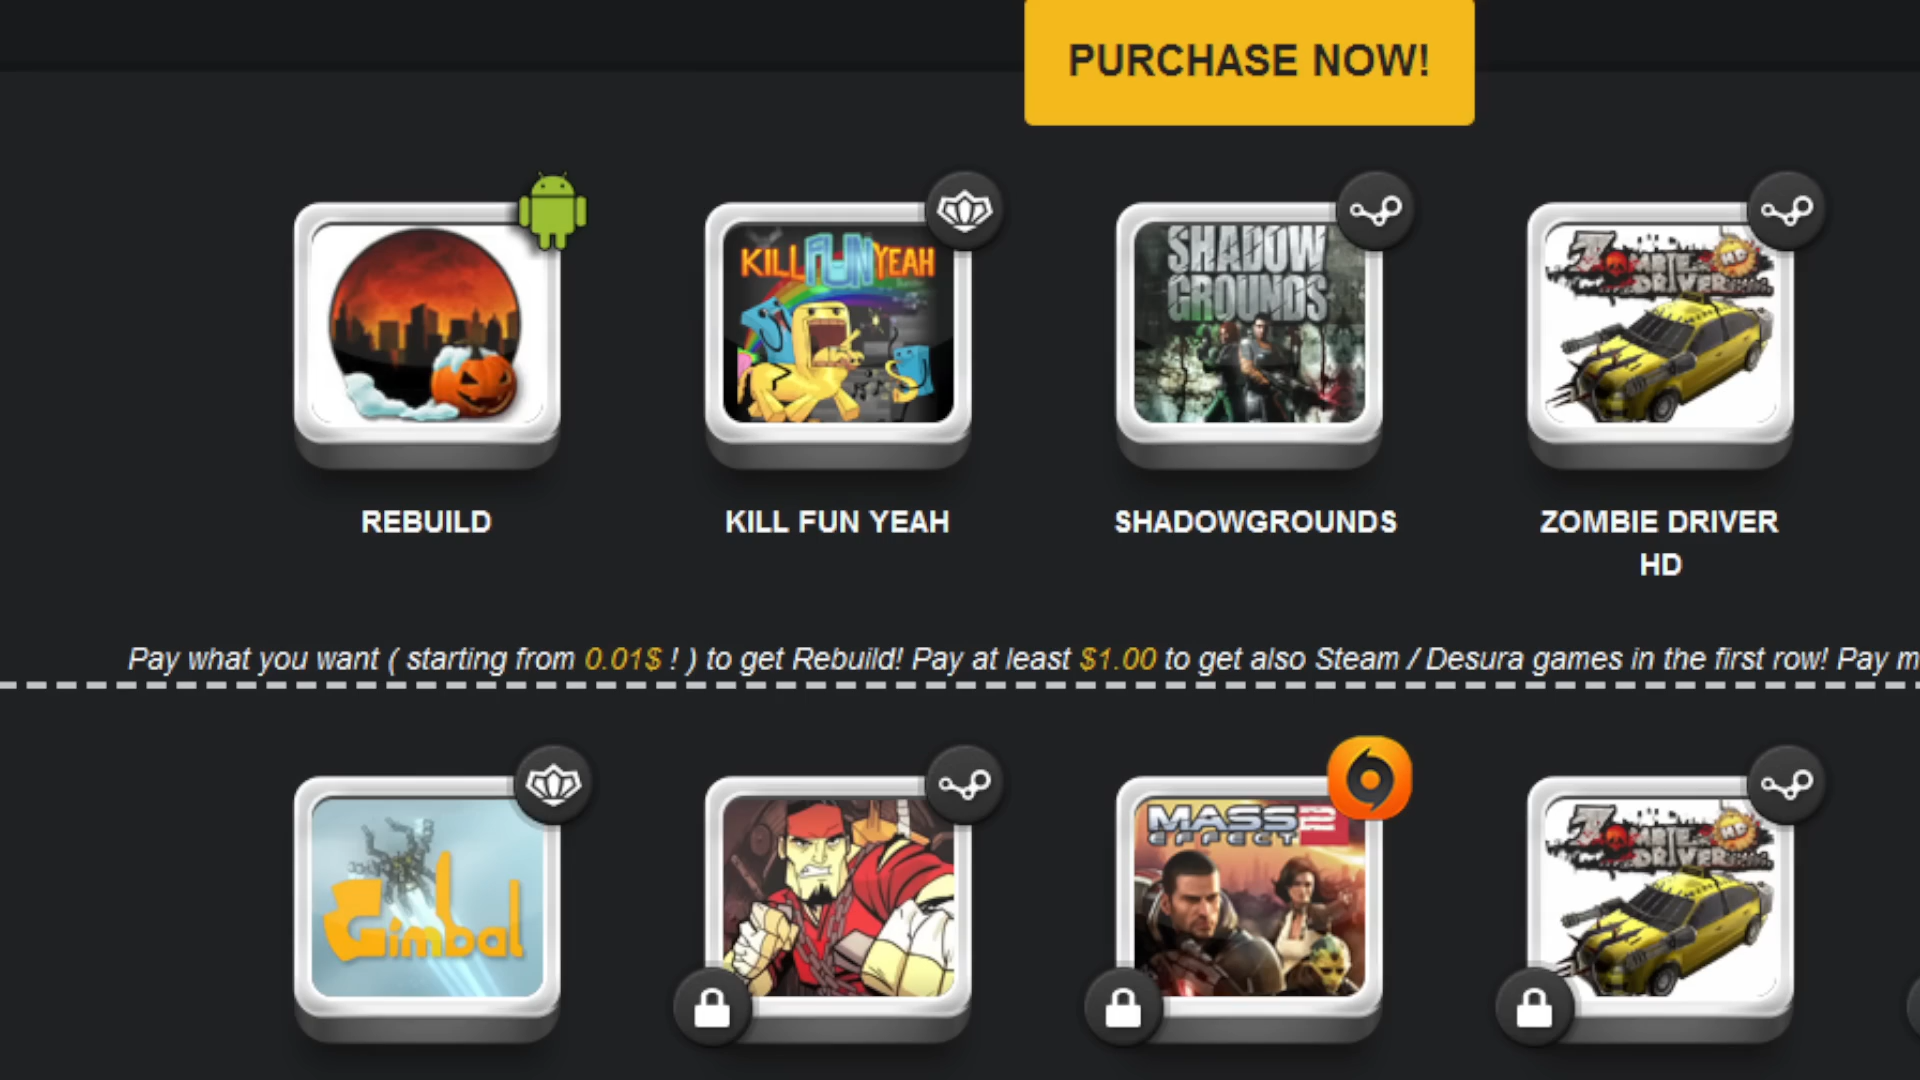 PURCHASE NOW!
KILL FUN YEAH
SHADOW
GROUNDS
ZOMBIE HD
DRIVER
REBUILD
KILL FUN YEAH
SHADOWGROUNDS
ZOMBIE DRIVER
HD
Pay what you want ( starting from 0.01$ ! ) to get Rebuild! Pay at least $1.00 to get also Steam / Desura games in the first row! Pay m
Gimbal
MASS 2
EFFECT
ZOMBIE HD
DRIVER